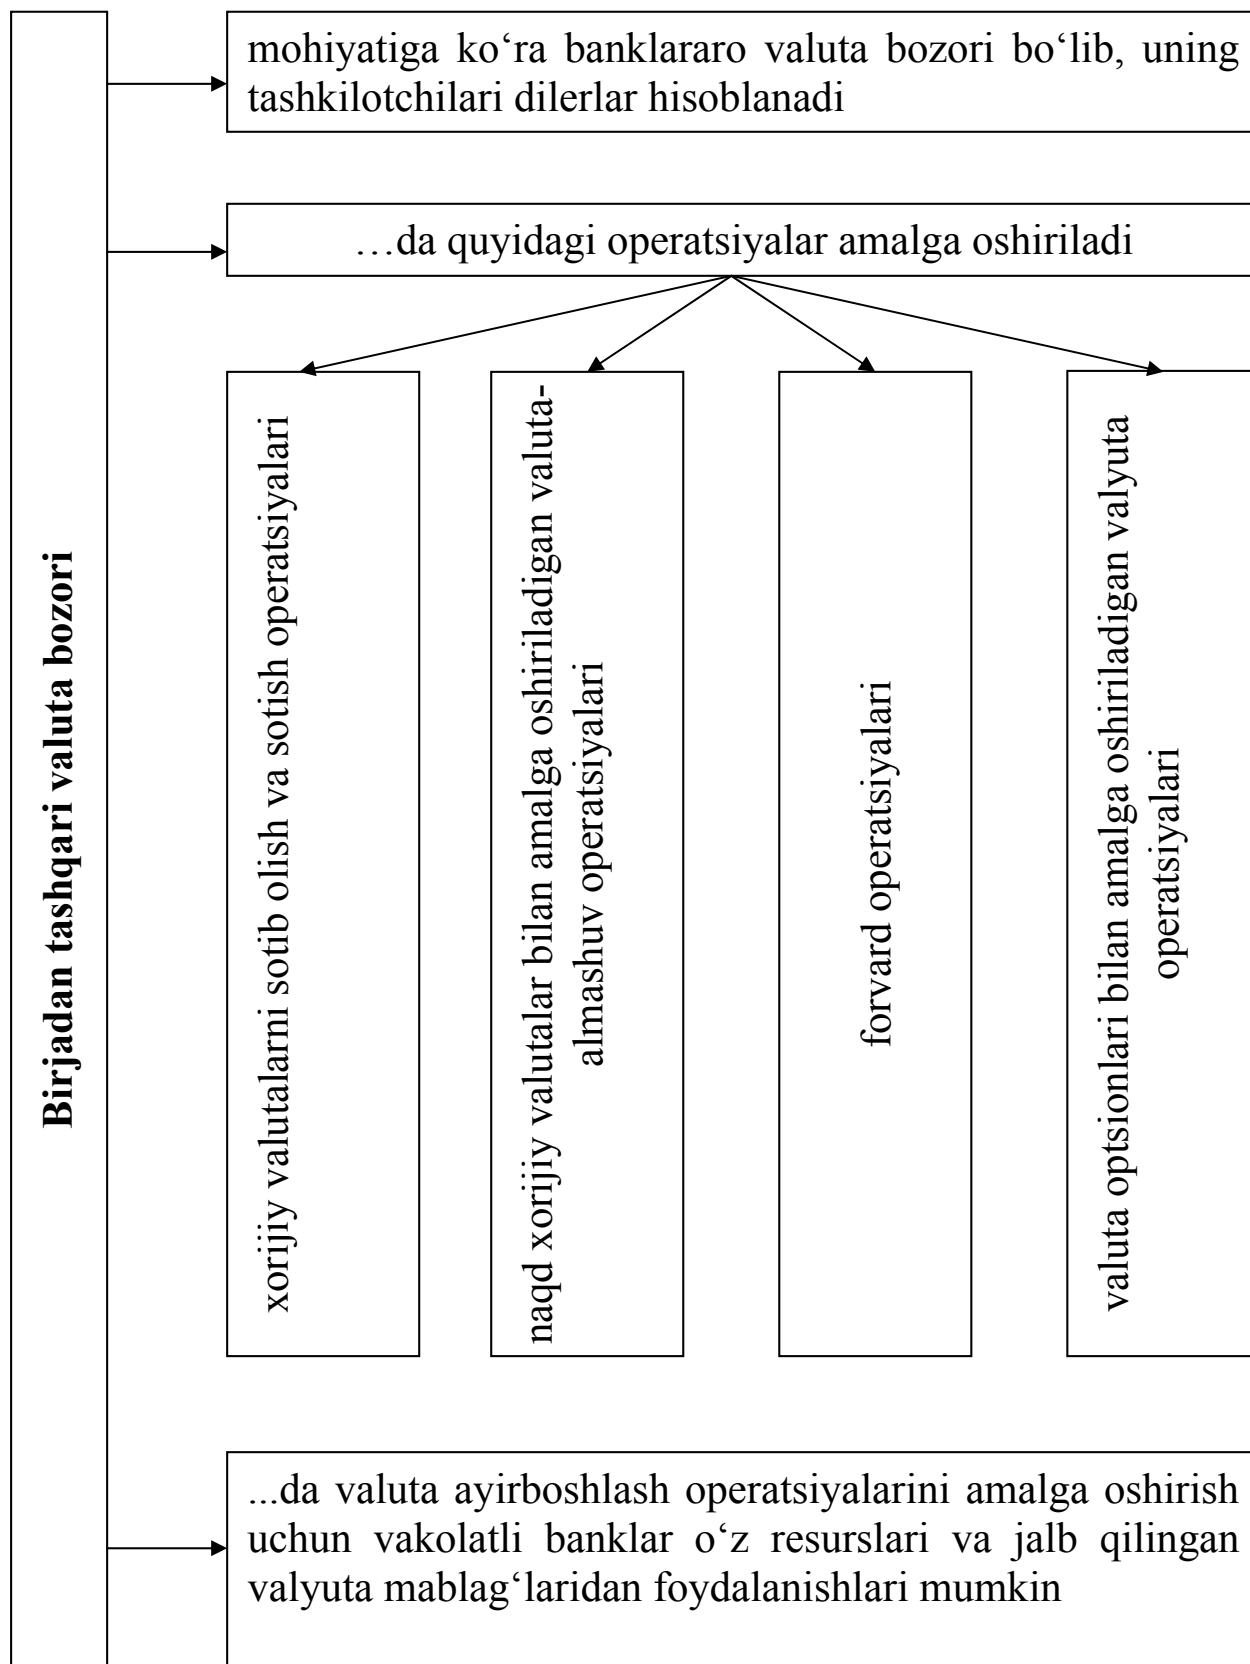 Birjadan tashqari valuta bozori
mohiyatiga ko‘ra banklararo valuta bozori bo‘lib, uning
tashkilotchilari dilerlar hisoblanadi
…da quyidagi operatsiyalar amalga oshiriladi
xorijiy valutalarni sotib olish va sotish operatsiyalari
naqd xorijiy valutalar bilan amalga oshiriladigan valuta-
almashuv operatsiyalari
forvard operatsiyalari
valuta optsionlari bilan amalga oshiriladigan valyuta
operatsiyalari
...da valuta ayirboshlash operatsiyalarini amalga oshirish
uchun vakolatli banklar o‘z resurslari va jalb qilingan
valyuta mablag‘laridan foydalanishlari mumkin